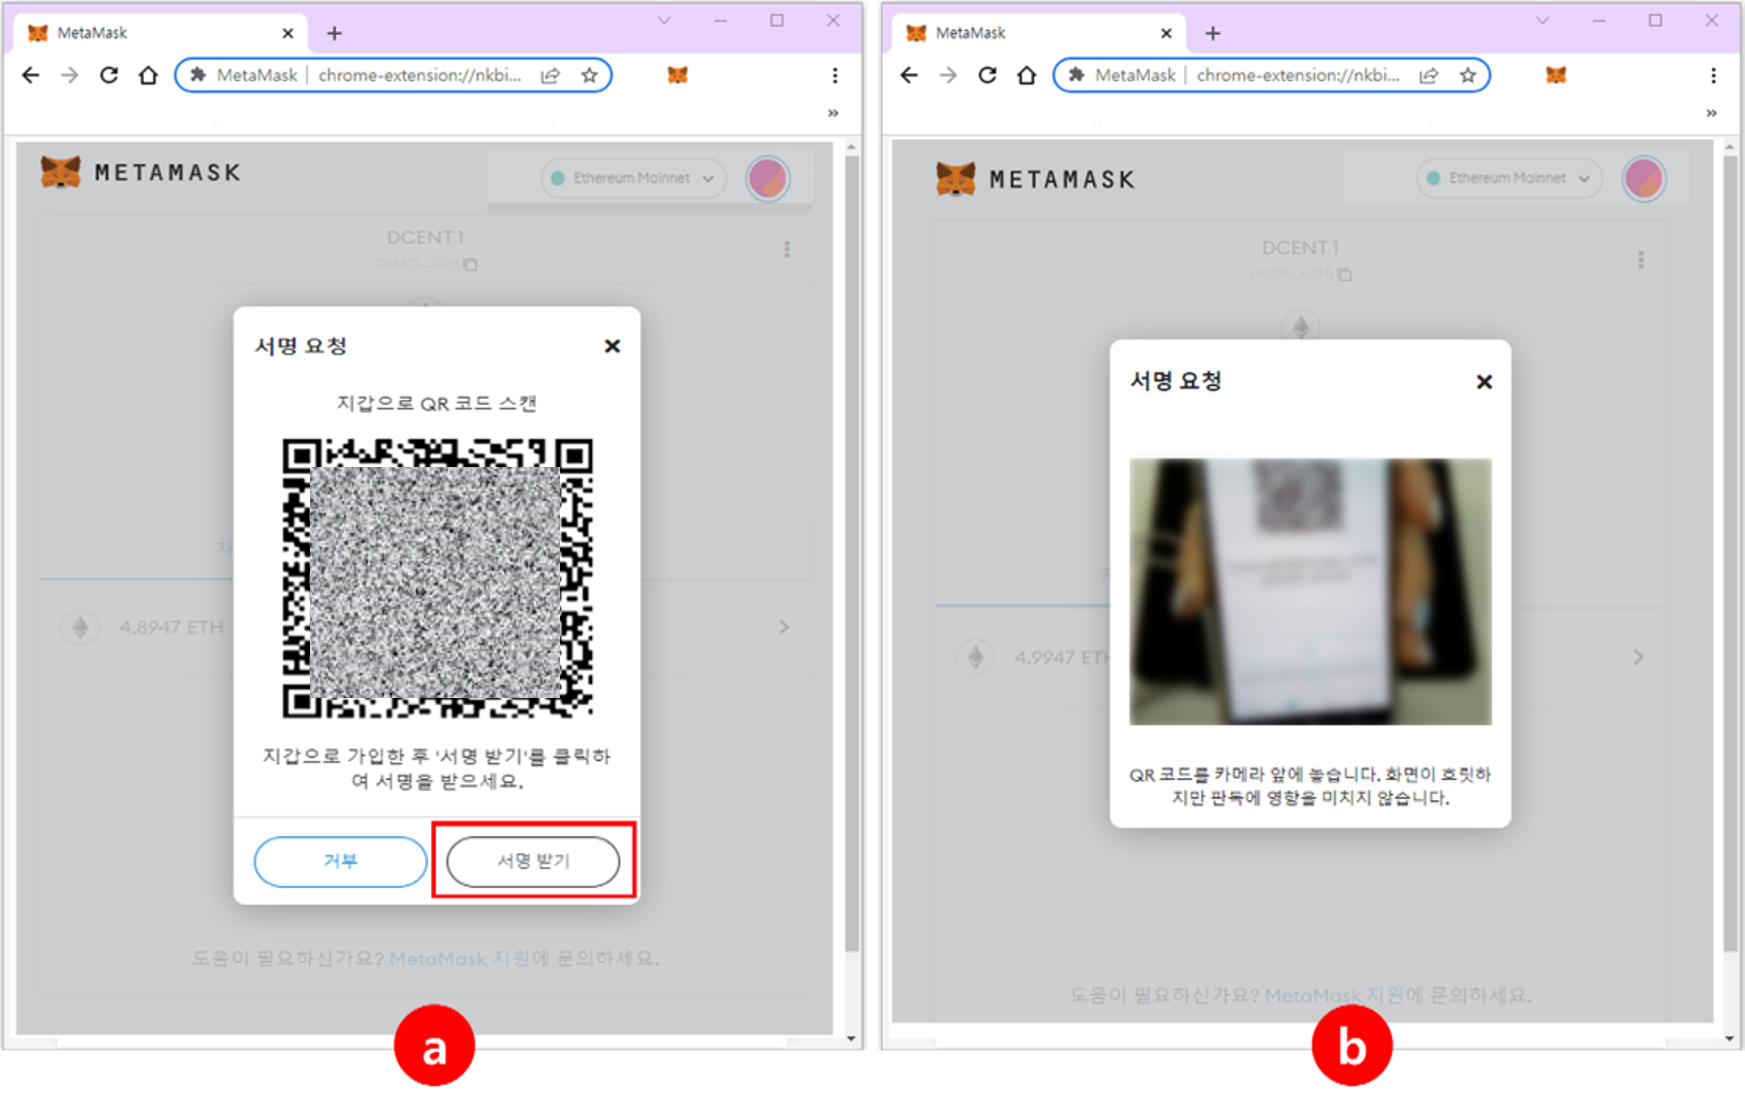 MetaMask
MetaMask | chrome-extension://nkbi...
METAMASK
Ethereum Mainnet
DCENT 1
0xA93...107c
서명 요청
지갑으로 QR 코드 스캔
4.8947 ETH
지갑으로 가입한 후 '서명 받기'를 클릭하
여 서명을 받으세요.
거부
서명 받기
도움이 필요하신가요? MetaMask 지원에 문의하세요.
a
MetaMask
MetaMask | chrome-extension://nkbi...
METAMASK
Ethereum Mainnet
DCENT 1
서명 요청
4.9947 ETH
QR 코드를 카메라 앞에 놓습니다. 화면이 흐릿하
지만 판독에 영향을 미치지 않습니다.
도움이 필요하신가요? MetaMask 지원에 문의하세요.
b